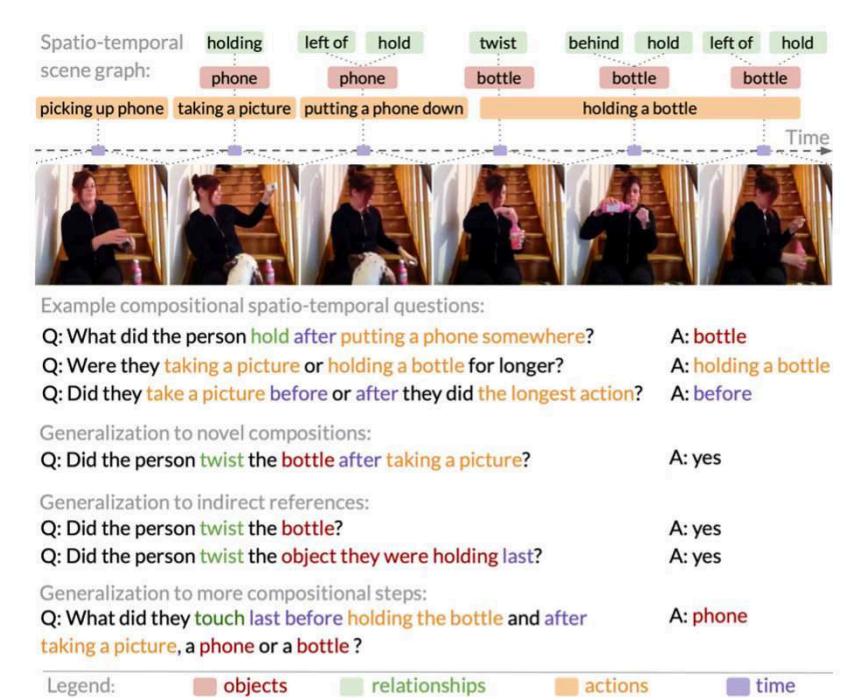 Spatio-temporal scene graph:
holding left of hold twist behind hold left of hold
phone phone bottle bottle bottle
picking up phone taking a picture putting a phone down holding a bottle
Time
Example compositional spatio-temporal questions:
Q: What did the person hold after putting a phone somewhere? A: bottle
Q: Were they taking a picture or holding a bottle for longer? A: holding a bottle
Q: Did they take a picture before or after they did the longest action? A: before
Generalization to novel compositions:
Q: Did the person twist the bottle after taking a picture? A: yes
Generalization to indirect references:
Q: Did the person twist the bottle? A: yes
Q: Did the person twist the object they were holding last? A: yes
Generalization to more compositional steps:
Q: What did they touch last before holding the bottle and after A: phone
taking a picture, a phone or a bottle ?
Legend: objects relationships actions time